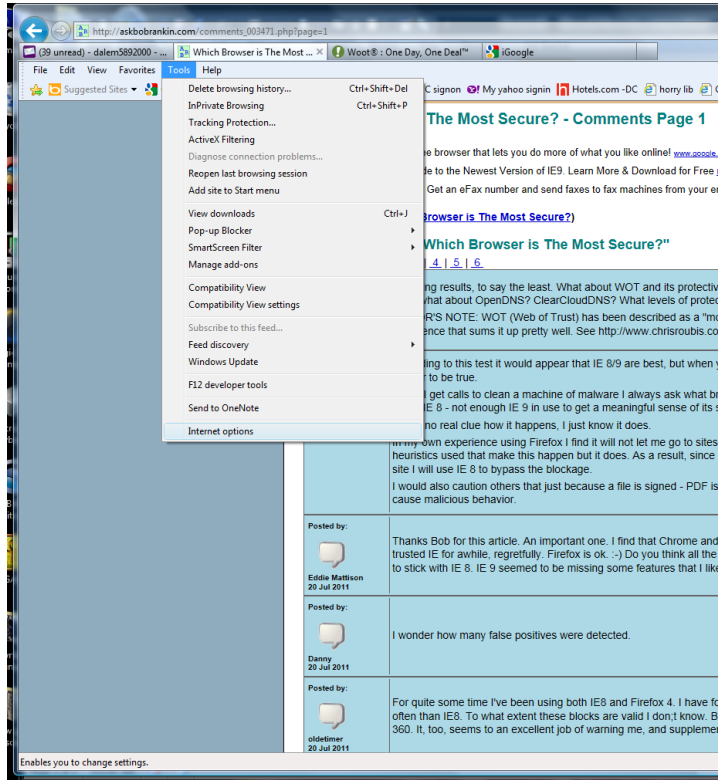 http://askbobrankin.com/comments_003471.php?page=1
(39 unread) - dalem5892000 - ...
Which Browser is The Most ... ×
Woot® : One Day, One Deal™
iGoogle
File Edit View Favorites Tools Help
Suggested Sites
C signon
My yahoo signin
Hotels.com -DC
horry lib
Delete browsing history... Ctrl+Shift+Del
InPrivate Browsing Ctrl+Shift+P
Tracking Protection...
ActiveX Filtering
Diagnose connection problems...
Reopen last browsing session
Add site to Start menu
View downloads Ctrl+J
Pop-up Blocker
SmartScreen Filter
Manage add-ons
Compatibility View
Compatibility View settings
Subscribe to this feed...
Feed discovery
Windows Update
F12 developer tools
Send to OneNote
Internet options
The Most Secure? - Comments Page 1
e browser that lets you do more of what you like online! www.google.
de to the Newest Version of IE9. Learn More & Download for Free
Get an eFax number and send faxes to fax machines from your e
Browser is The Most Secure?)
Which Browser is The Most Secure?"
| 4 | 5 | 6
ng results, to say the least. What about WOT and its protectiv
hat about OpenDNS? ClearCloudDNS? What levels of protec
R'S NOTE: WOT (Web of Trust) has been described as a "mo
ence that sums it up pretty well. See http://www.chrisroubis.co
ding to this test it would appear that IE 8/9 are best, but when y
r to be true.
I get calls to clean a machine of malware I always ask what br
IE 8 - not enough IE 9 in use to get a meaningful sense of its s
no real clue how it happens, I just know it does.
In my own experience using Firefox I find it will not let me go to sites
heuristics used that make this happen but it does. As a result, since
site I will use IE 8 to bypass the blockage.
I would also caution others that just because a file is signed - PDF is
cause malicious behavior.
Posted by:
Eddie Mattison
20 Jul 2011
Thanks Bob for this article. An important one. I find that Chrome and
trusted IE for awhile, regretfully. Firefox is ok. :-) Do you think all the
to stick with IE 8. IE 9 seemed to be missing some features that I like
Posted by:
Danny
20 Jul 2011
I wonder how many false positives were detected.
Posted by:
oldetimer
20 Jul 2011
For quite some time I've been using both IE8 and Firefox 4. I have fo
often than IE8. To what extent these blocks are valid I don;t know. B
360. It, too, seems to an excellent job of warning me, and supplemen
Enables you to change settings.